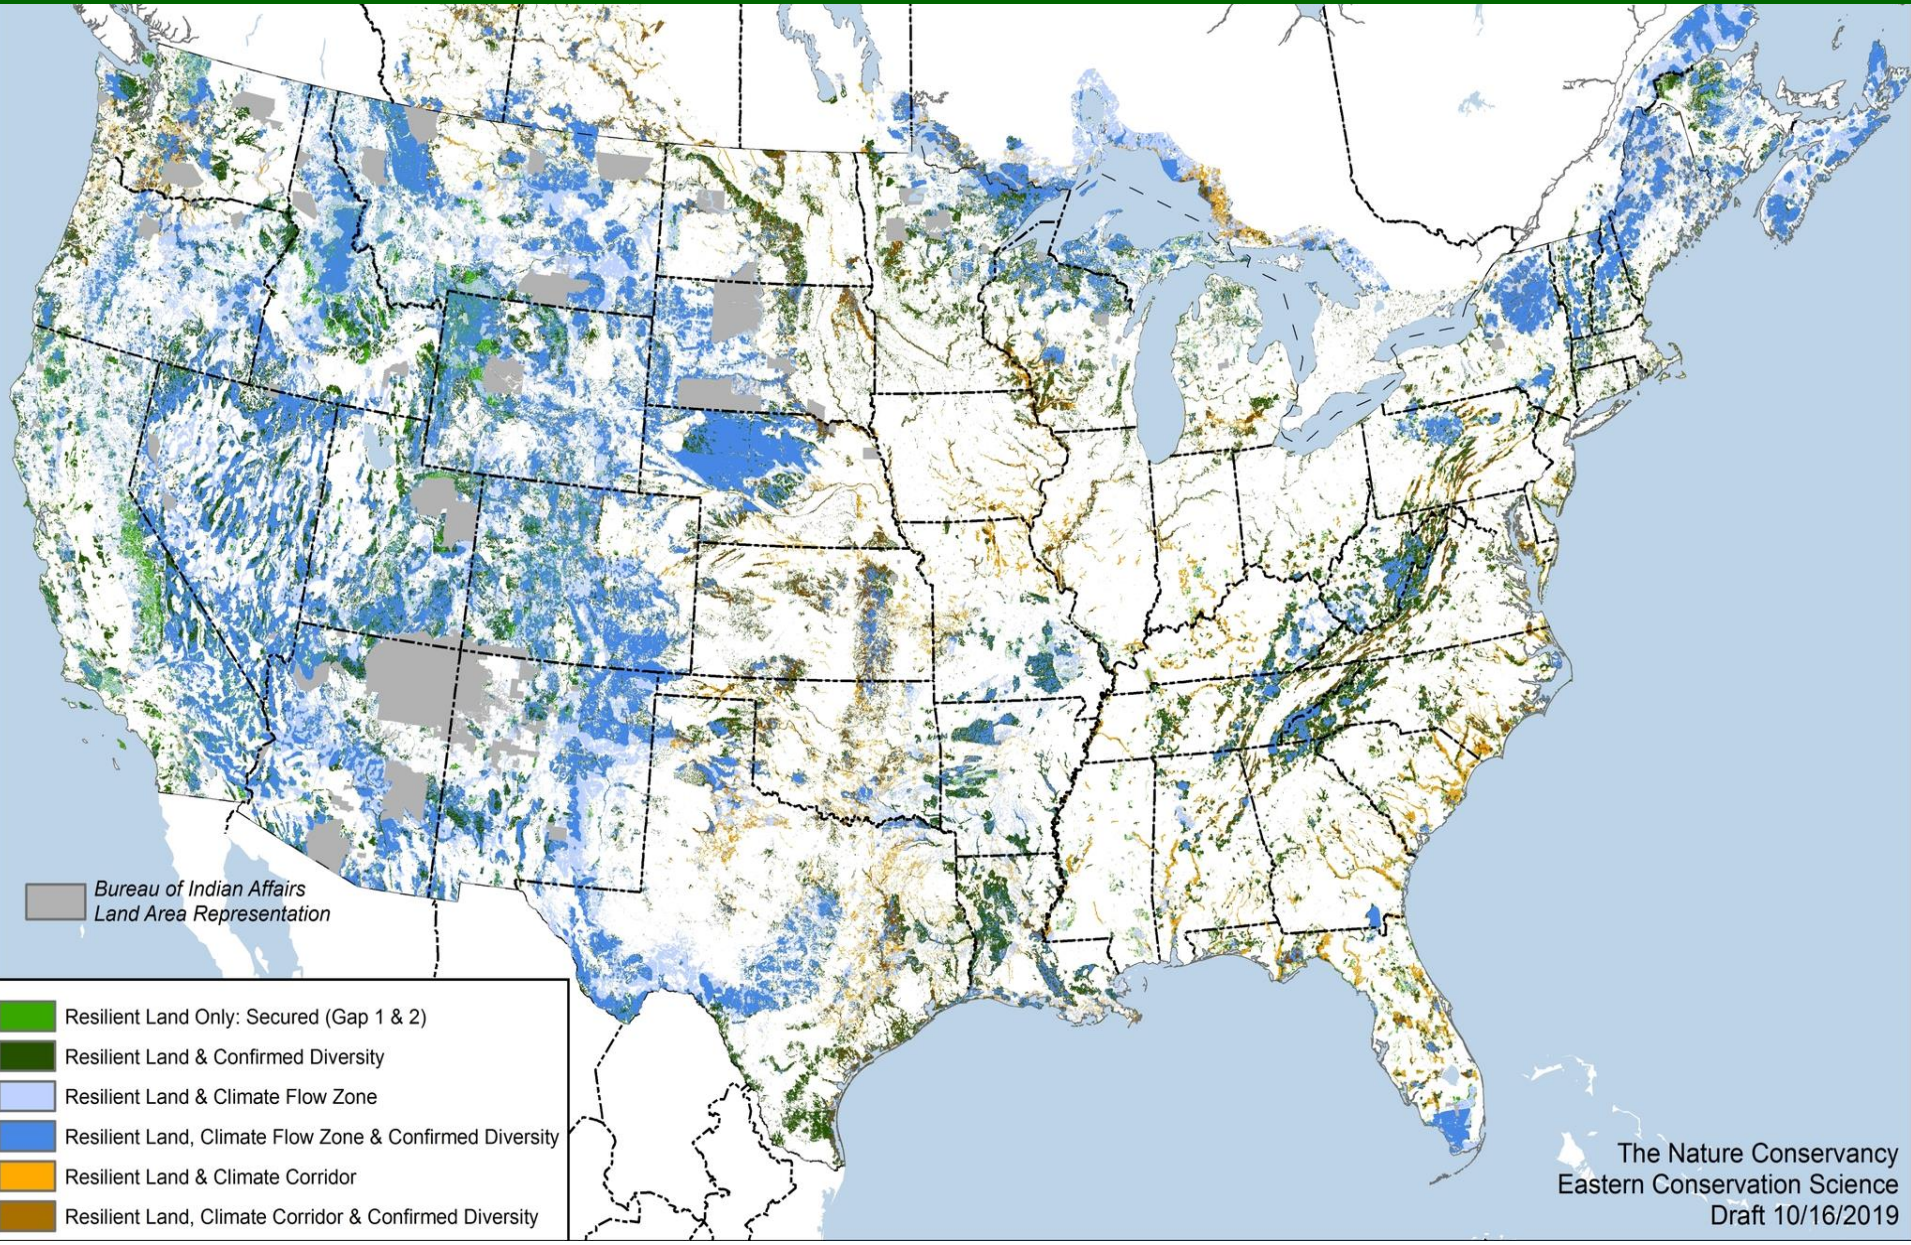 Bureau of Indian Affairs
Land Area Representation
Resilient Land Only: Secured (Gap 1 & 2)
Resilient Land & Confirmed Diversity
Resilient Land & Climate Flow Zone
Resilient Land, Climate Flow Zone & Confirmed Diversity
Resilient Land & Climate Corridor
Resilient Land, Climate Corridor & Confirmed Diversity
The Nature Conservancy
Eastern Conservation Science
Draft 10/16/2019